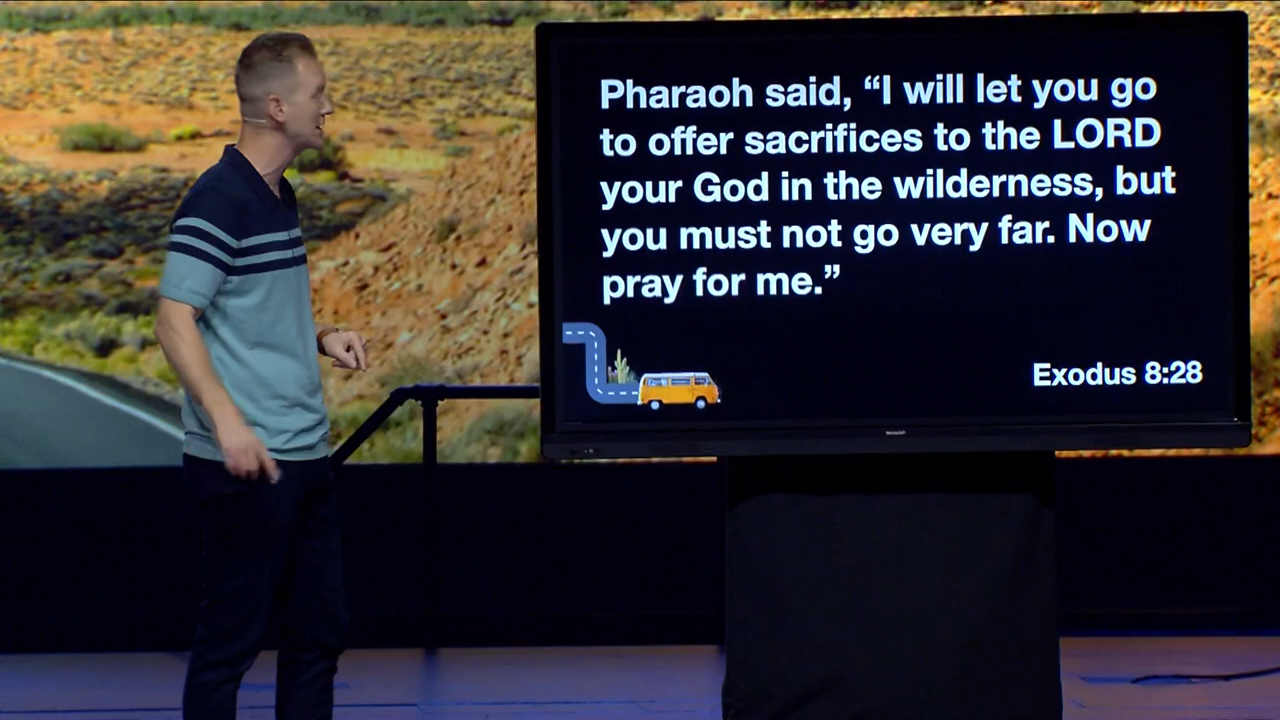 Pharaoh said, “I will let you go
to offer sacrifices to the LORD
your God in the wilderness, but
you must not go very far. Now
pray for me.”
Exodus 8:28
SHARP